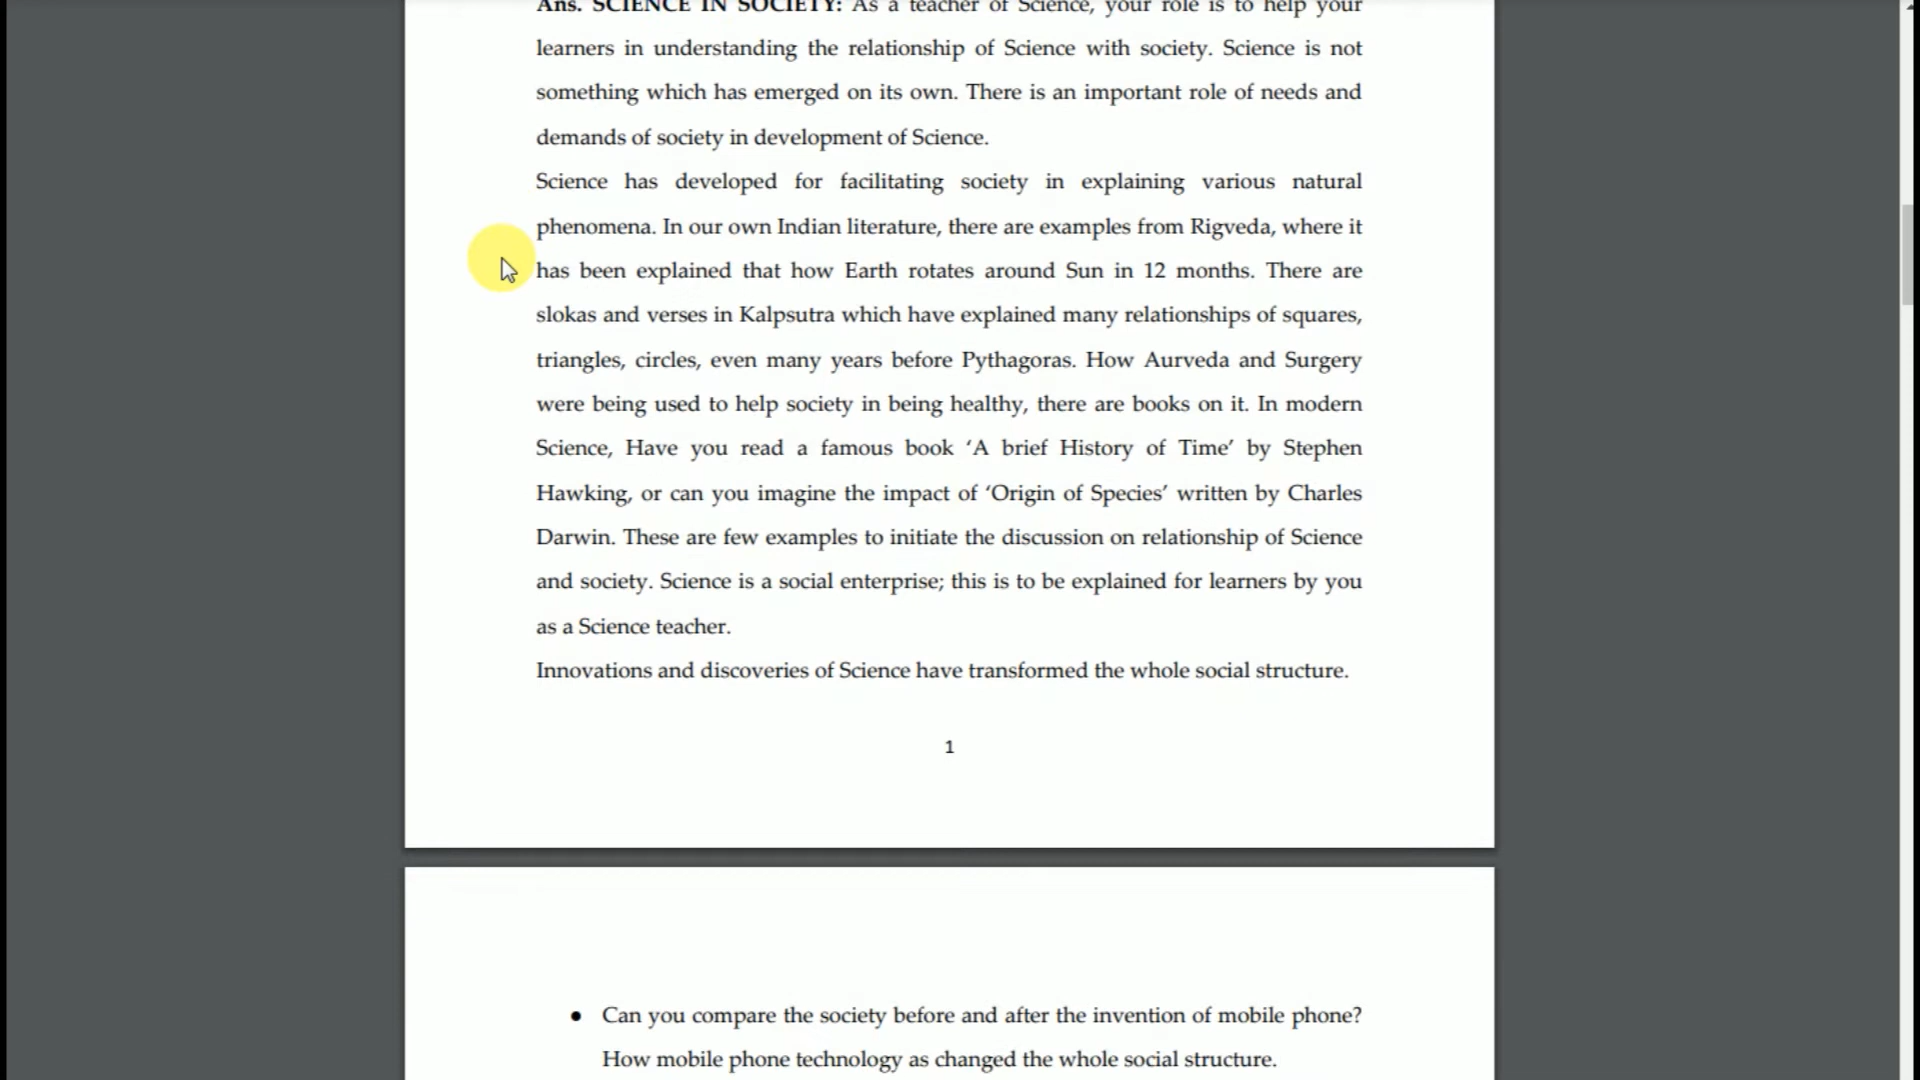 Ans. SCIENCE IN SOCIETY: As a teacher of Science, your role is to help your
learners in understanding the relationship of Science with society. Science is not
something which has emerged on its own. There is an important role of needs and
demands of society in development of Science.
Science has developed for facilitating society in explaining various natural
phenomena. In our own Indian literature, there are examples from Rigveda, where it
has been explained that how Earth rotates around Sun in 12 months. There are
slokas and verses in Kalpsutra which have explained many relationships of squares,
triangles, circles, even many years before Pythagoras. How Aurveda and Surgery
were being used to help society in being healthy, there are books on it. In modern
Science, Have you read a famous book ‘A brief History of Time’ by Stephen
Hawking, or can you imagine the impact of ‘Origin of Species’ written by Charles
Darwin. These are few examples to initiate the discussion on relationship of Science
and society. Science is a social enterprise; this is to be explained for learners by you
as a Science teacher.
Innovations and discoveries of Science have transformed the whole social structure.
1
● Can you compare the society before and after the invention of mobile phone?
How mobile phone technology as changed the whole social structure.